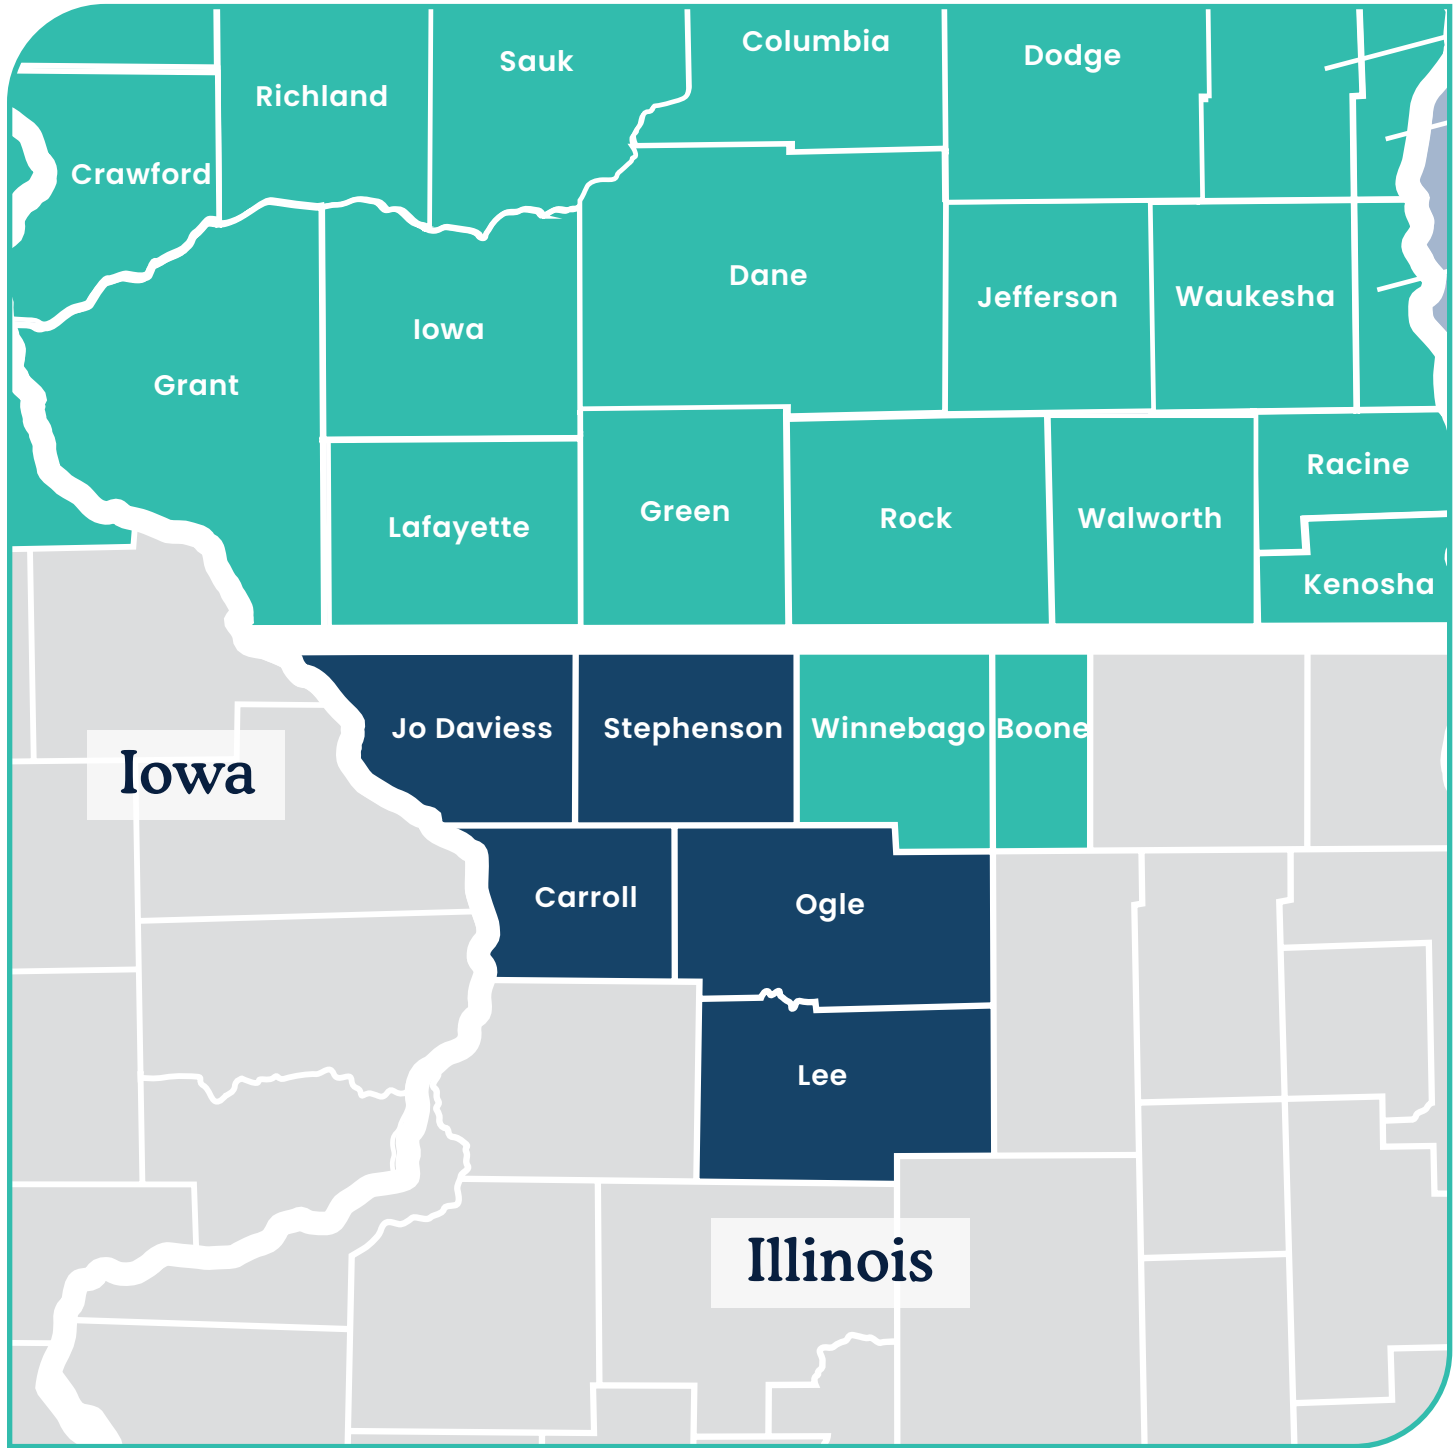 Columbia
Dodge
Sauk
Richland
Crawford
Dane
Jefferson
Waukesha
Iowa
Grant
Racine
Green
Rock
Walworth
Lafayette
Kenosha
Jo Daviess
Stephenson
Winnebago
Boone
Iowa
Carroll
Ogle
Lee
Illinois